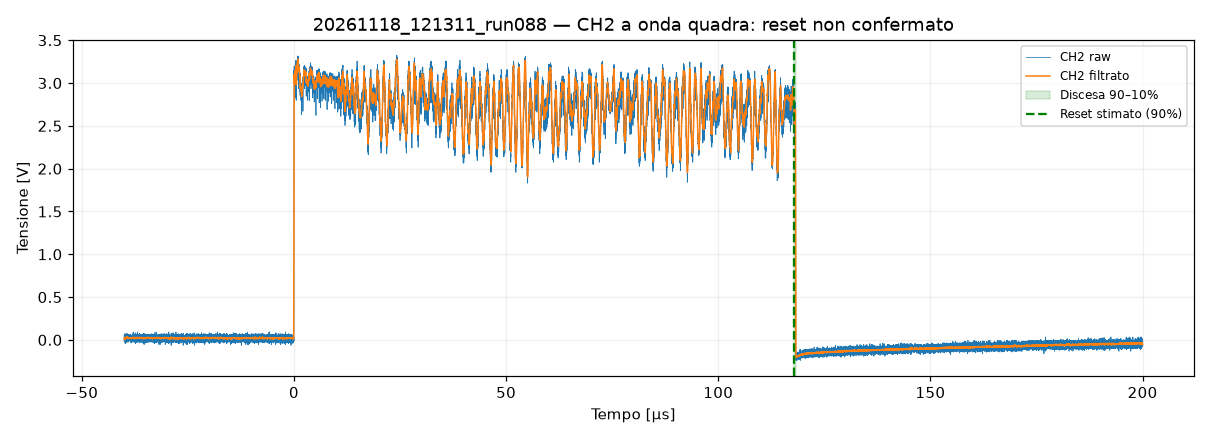 20261118_121311_run088 — CH2 a onda quadra: reset non confermato
CH2 raw
CH2 filtrato
Discesa 90–10%
Reset stimato (90%)
Tensione [V]
3.5
3.0
2.5
2.0
1.5
1.0
0.5
0.0
−50
0
50
100
150
200
Tempo [µs]